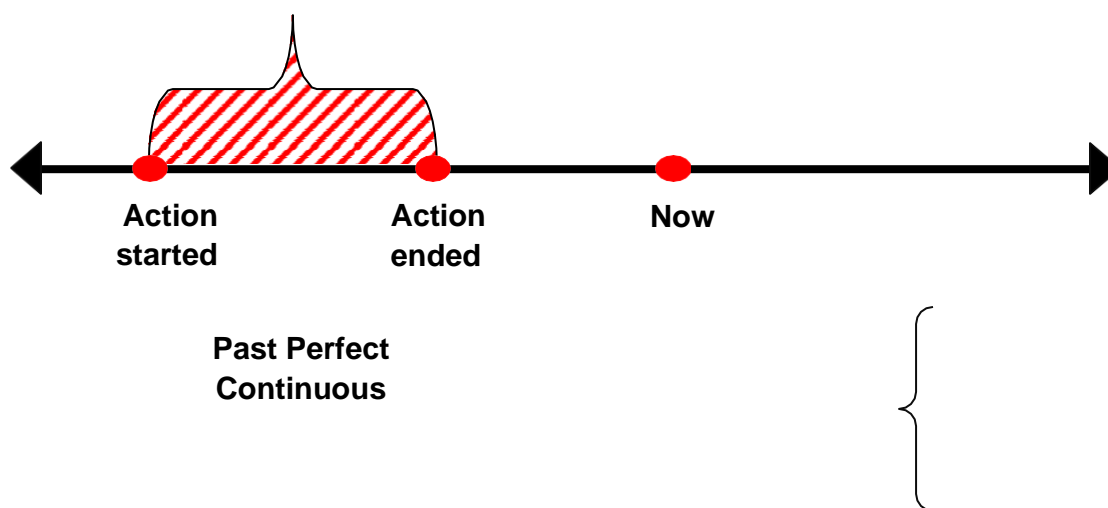 Action
started
Action
ended
Now
Past Perfect
Continuous